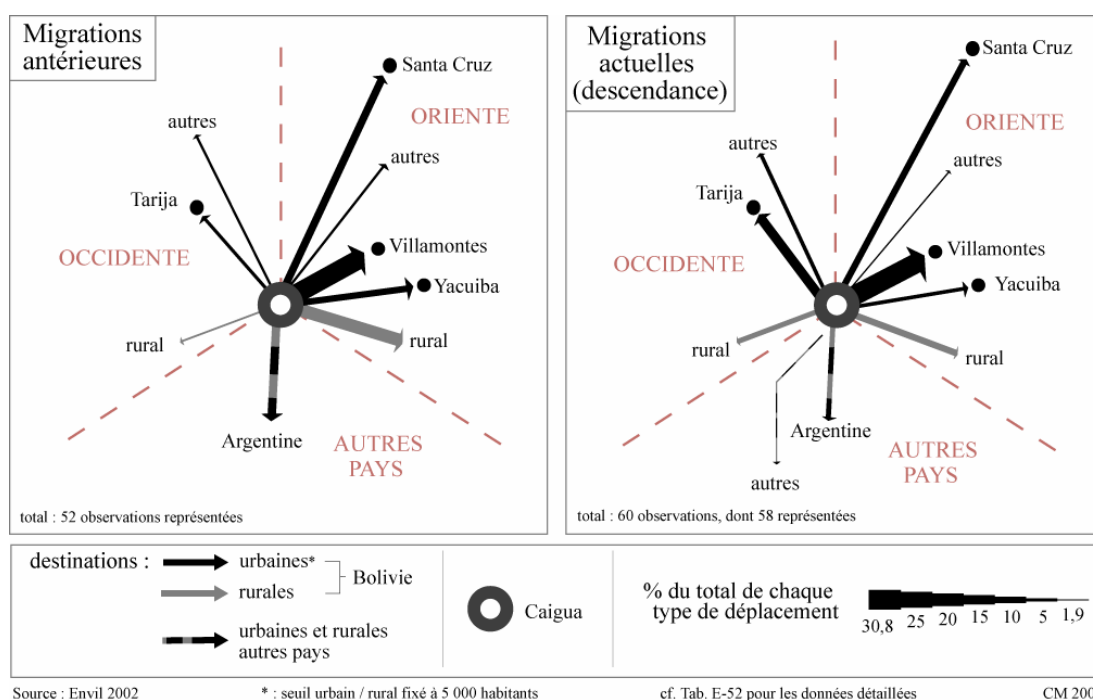 Migrations
antérieures
Santa Cruz
ORIENTE
autres
autres
Tarija
Villamontes
OCCIDENTE
Yacuiba
rural
rural
Argentine
AUTRES
PAYS
total : 52 observations représentées
Migrations
actuelles
(descendance)
Santa Cruz
ORIENTE
autres
autres
Tarija
Villamontes
OCCIDENTE
Yacuiba
rural
rural
Argentine
AUTRES
PAYS
autres
total : 60 observations, dont 58 représentées
destinations :
urbaines*
Bolivie
rurales
urbaines et rurales
autres pays
Caigua
% du total de chaque
type de déplacement
30,8 25 20 15 10 5 1,9
Source : Envil 2002
* : seuil urbain / rural fixé à 5 000 habitants
cf. Tab. E-52 pour les données détaillées
CM 200